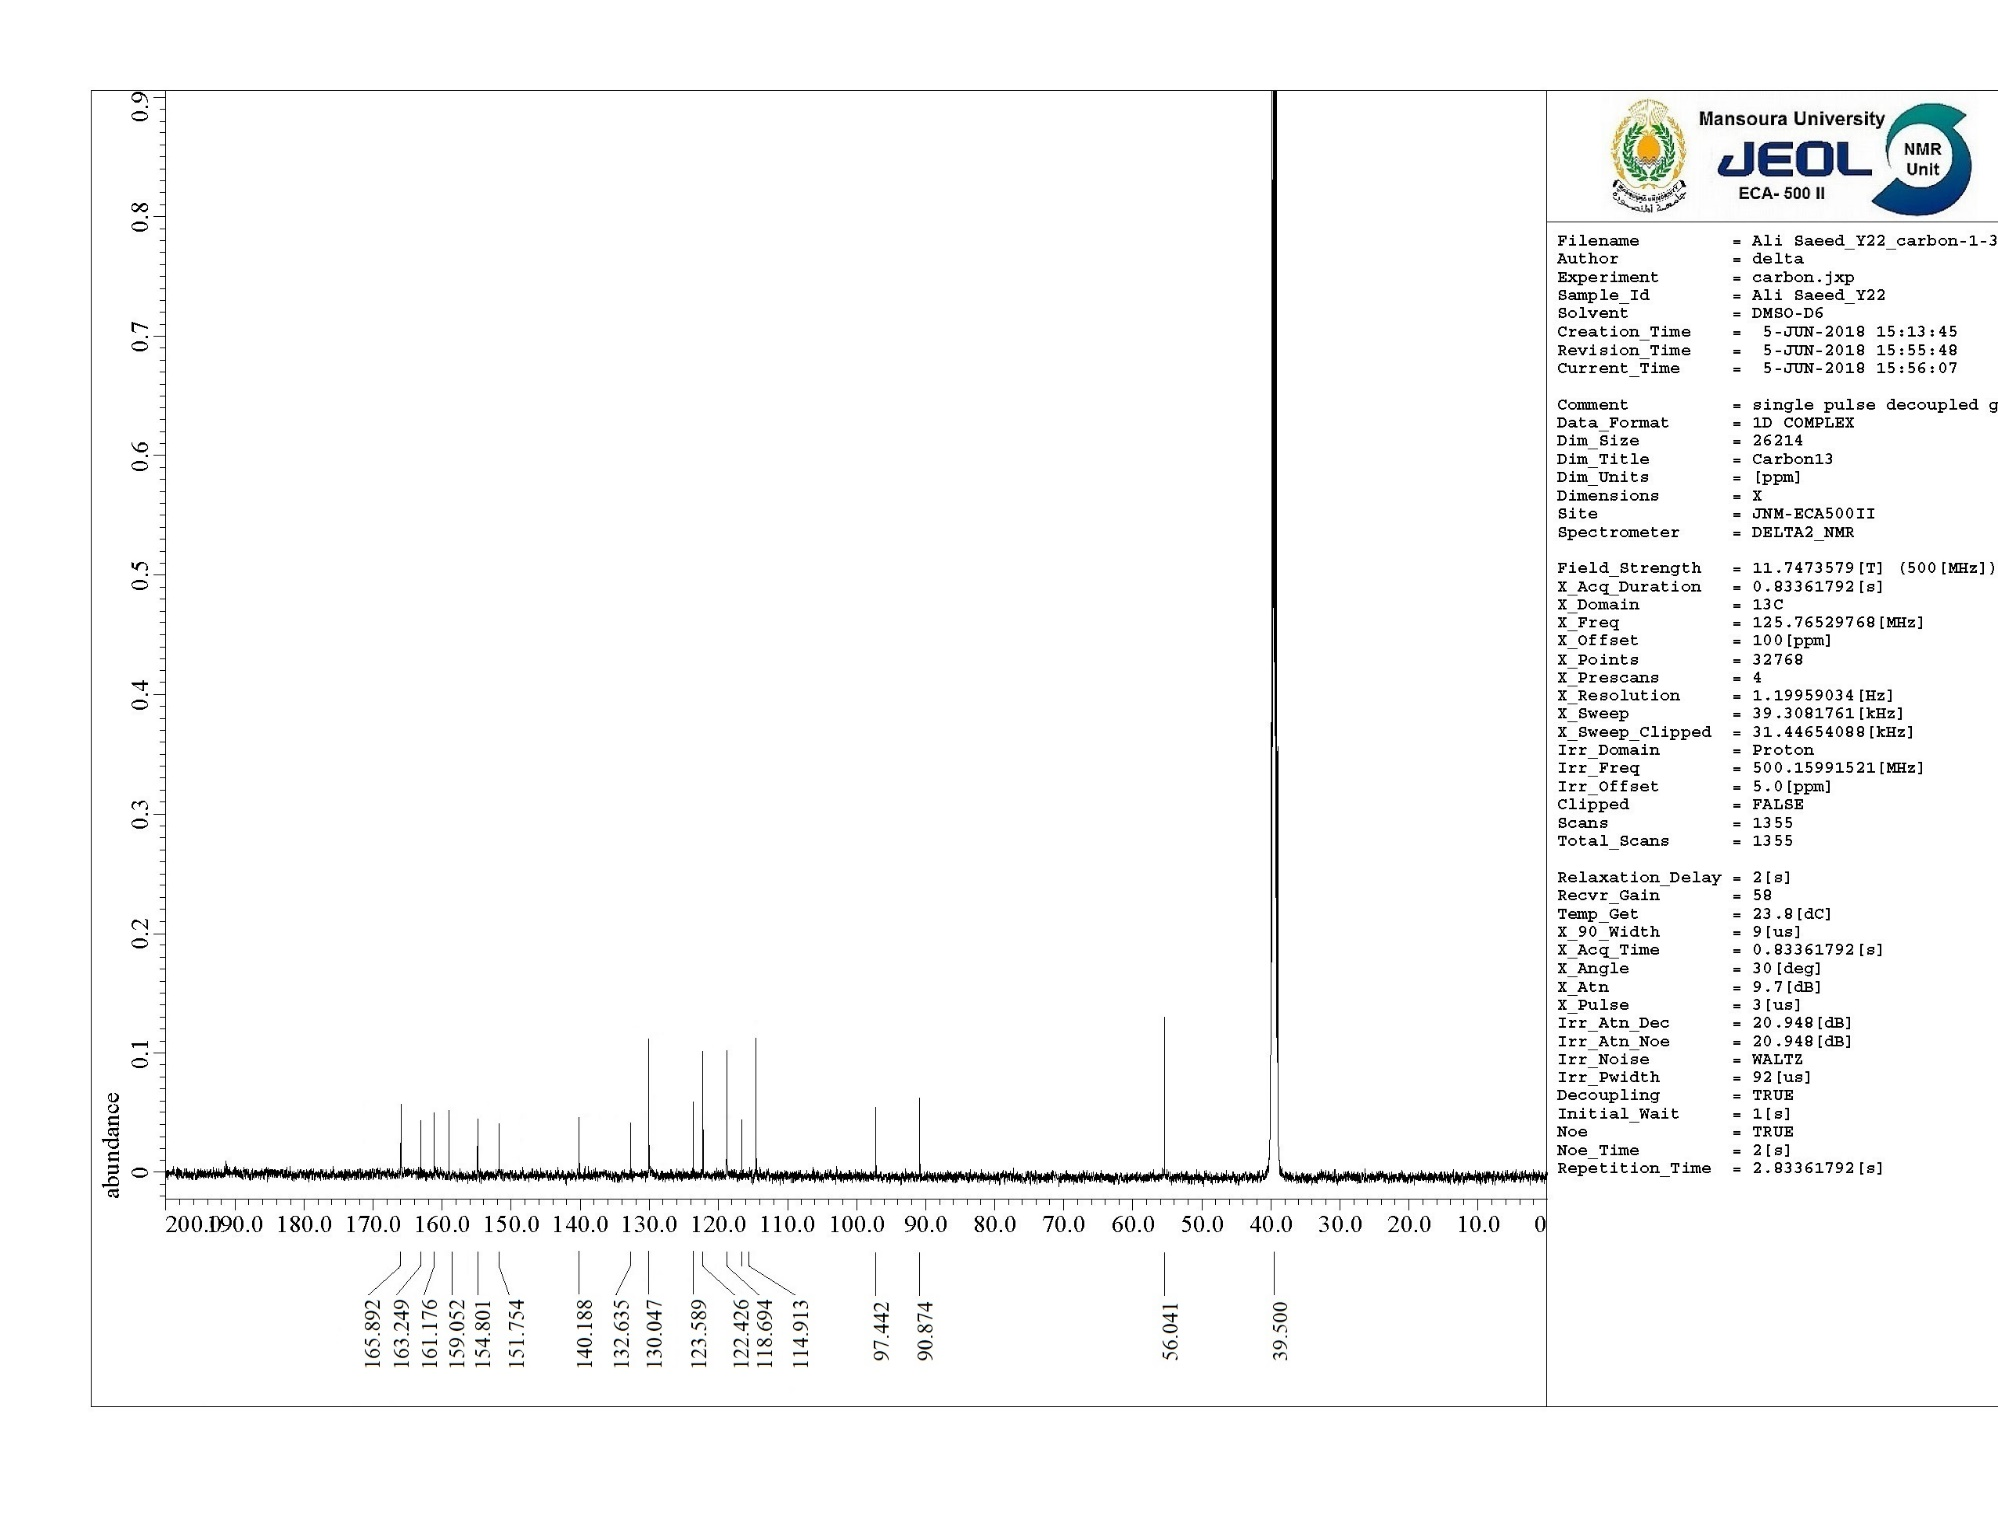 abundance
0.9
0.8
0.7
0.6
0.5
0.4
0.3
0.2
0.1
0
200.0 190.0 180.0 170.0 160.0 150.0 140.0 130.0 120.0 110.0 100.0 90.0 80.0 70.0 60.0 50.0 40.0 30.0 20.0 10.0 0
165.892 163.249 161.176 159.052 154.801 151.754 140.188 132.635 130.047 123.589 122.426 118.694 114.913 97.442 90.874 56.041 39.500
Mansoura University
JEOL
ECA- 500 II
NMR
Unit
Filename = Ali Saeed_Y22_carbon-1-3
Author = delta
Experiment = carbon.jxp
Sample_Id = Ali Saeed_Y22
Solvent = DMSO-D6
Creation_Time = 5-JUN-2018 15:13:45
Revision_Time = 5-JUN-2018 15:55:48
Current_Time = 5-JUN-2018 15:56:07
Comment = single pulse decoupled g
Data_Format = 1D COMPLEX
Dim_Size = 26214
Dim_Title = Carbon13
Dim_Units = [ppm]
Dimensions = X
Site = JNM-ECA500II
Spectrometer = DELTA2_NMR
Field_Strength = 11.7473579[T] (500[MHz])
X_Acq_Duration = 0.83361792[s]
X_Domain = 13C
X_Freq = 125.76529768[MHz]
X_Offset = 100[ppm]
X_Points = 32768
X_Prescans = 4
X_Resolution = 1.19959034[Hz]
X_Sweep = 39.3081761[kHz]
X_Sweep_Clipped = 31.44654088[kHz]
Irr_Domain = Proton
Irr_Freq = 500.15991521[MHz]
Irr_Offset = 5.0[ppm]
Clipped = FALSE
Scans = 1355
Total_Scans = 1355
Relaxation_Delay = 2[s]
Recvr_Gain = 58
Temp_Get = 23.8[dC]
X_90_Width = 9[us]
X_Acq_Time = 0.83361792[s]
X_Angle = 30[deg]
X_Atn = 9.7[dB]
X_Pulse = 3[us]
Irr_Atn_Dec = 20.948[dB]
Irr_Atn_Noe = 20.948[dB]
Irr_Noise = WALTZ
Irr_Pwidth = 92[us]
Decoupling = TRUE
Initial_Wait = 1[s]
Noe = TRUE
Noe_Time = 2[s]
Repetition_Time = 2.83361792[s]